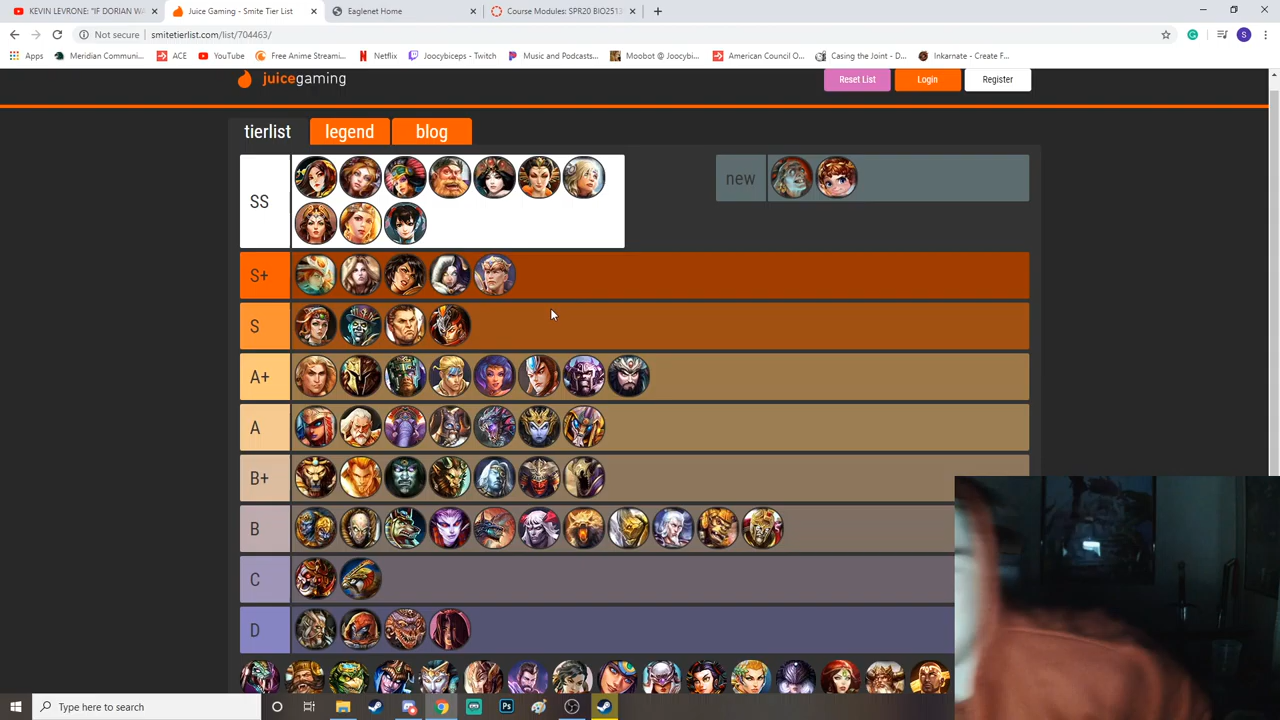 KEVIN LEVRONE: "IF DORIAN WA
Juice Gaming - Smite Tier List
Eaglenet Home
Course Modules: SPR20 BIO2513
Not secure
smitetierlist.com/list/704463/
Apps
Meridian Communi...
ACE
YouTube
Free Anime Streami...
Netflix
Joocybiceps - Twitch
Music and Podcasts...
Moobot @ Joocybi...
American Council O...
Casing the Joint - D...
Inkarnate - Create F...
juicegaming
Reset List
Login
Register
tierlist
legend
blog
SS
new
S+
S
A+
A
B+
B
C
D
Type here to search